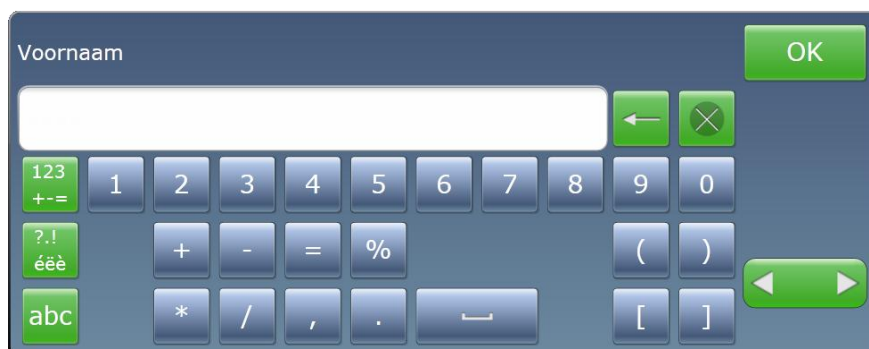 Voornaam
OK
123
+-=
1 2 3 4 5 6 7 8 9 0
?.!
éëè
+ - = % ( )
abc
* / , . [ ]